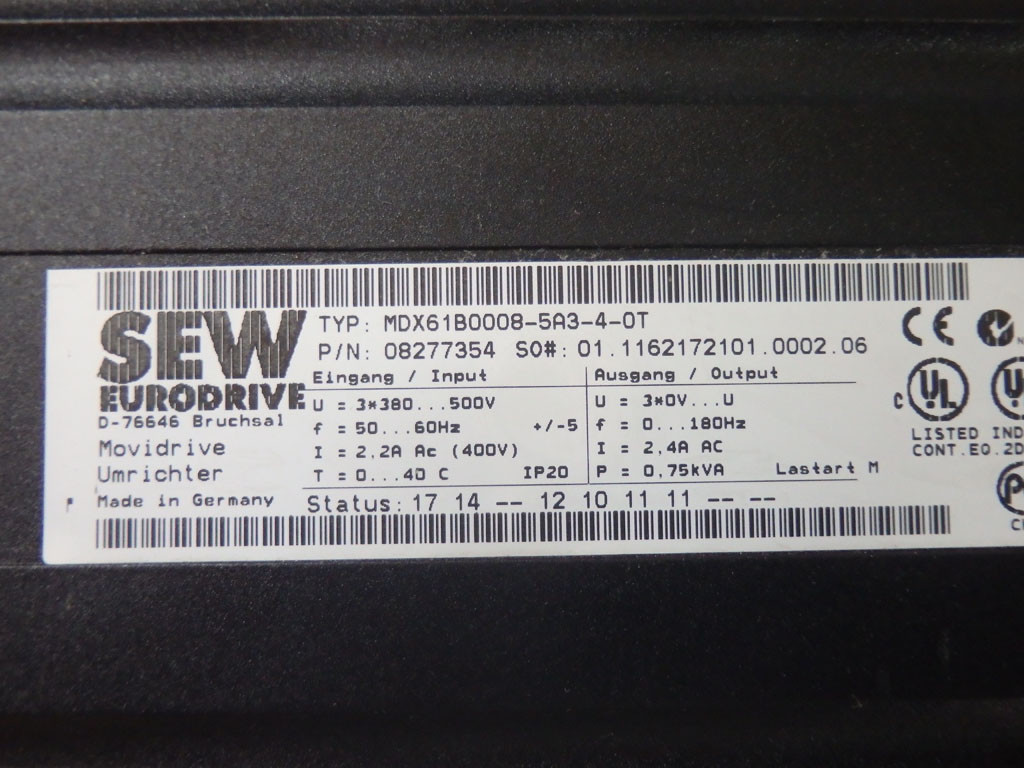 SEW
EURODRIVE
D-76646 Bruchsal
Movidrive
Umrichter
Made in Germany
TYP: MDX61B0008-5A3-4-0T
P/N: 08277354 SO#: 01.1162172101.0002.06
Eingang / Input
U = 3*380...500V
f = 50...60Hz +/-5
I = 2.2A Ac (400V)
T = 0...40 C IP20
Ausgang / Output
U = 3*0V...U
f = 0...180Hz
I = 2,4A AC
P = 0,75kVA Lastart M
Status: 17 14 -- 12 10 11 11 -- --
CE
C UL
LISTED IND
CONT.EQ.2D